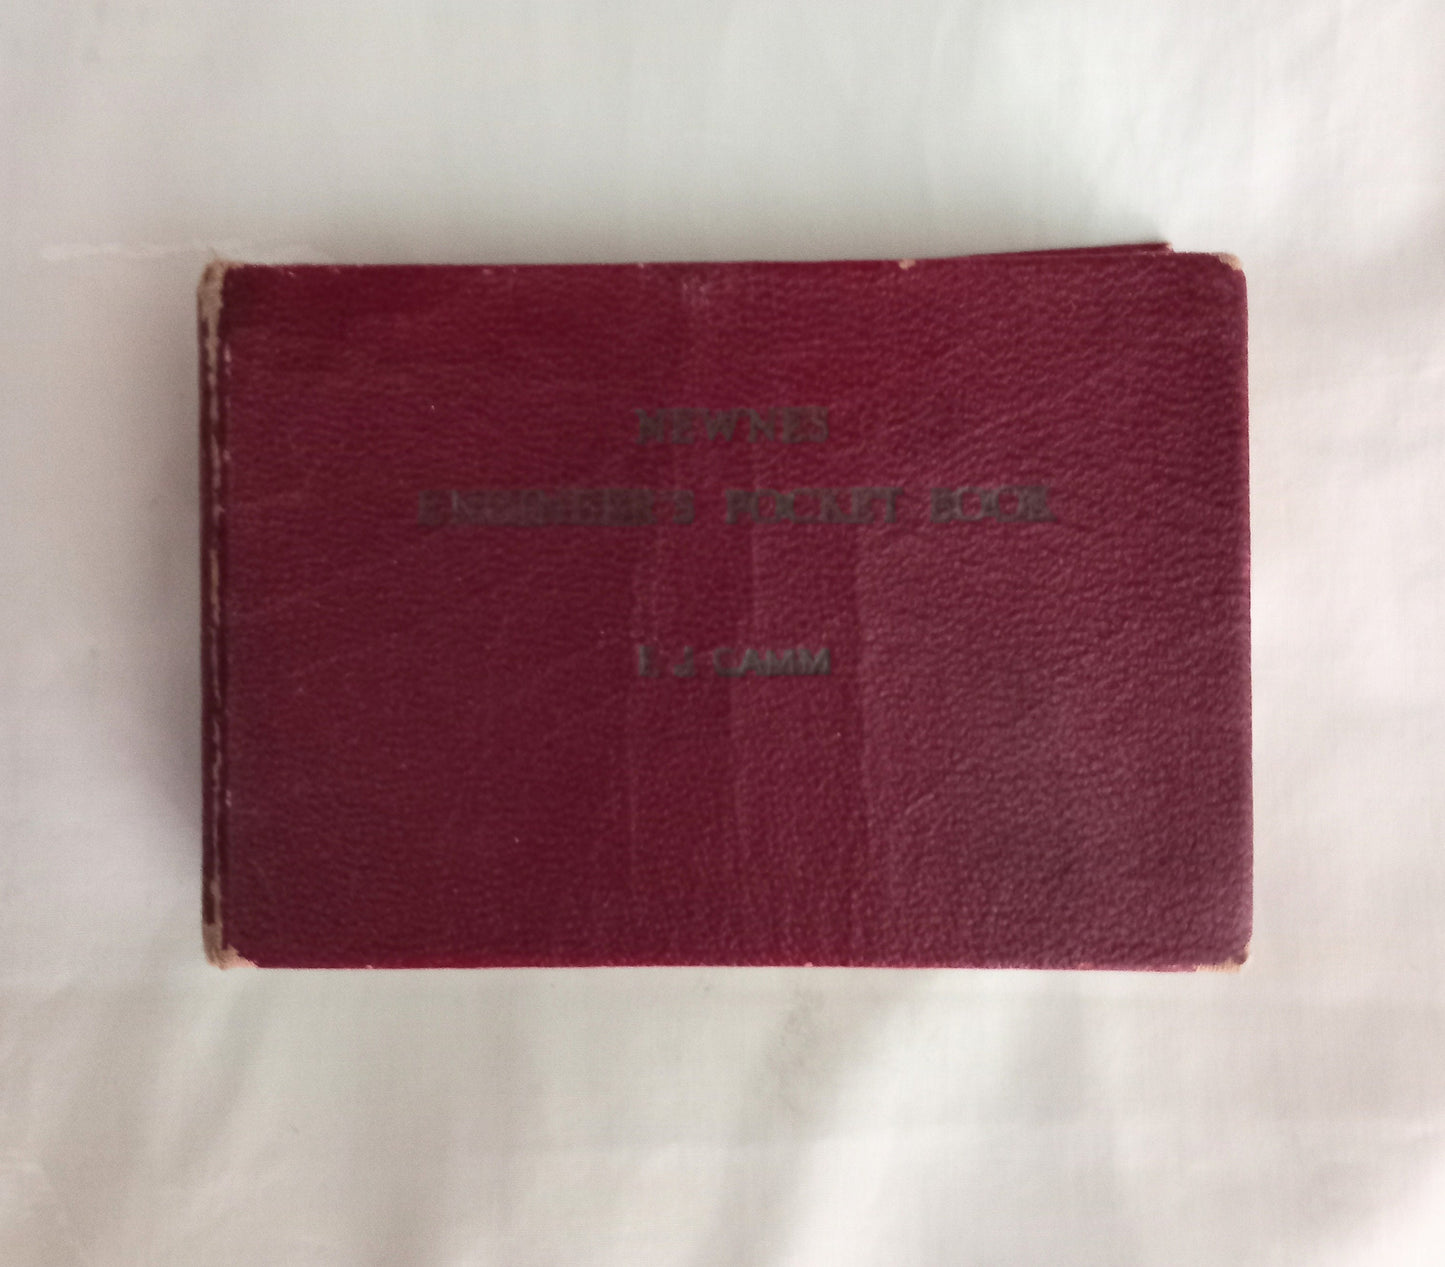 NEWNES
ENGINEER'S POCKET BOOK
F. J. CAMM